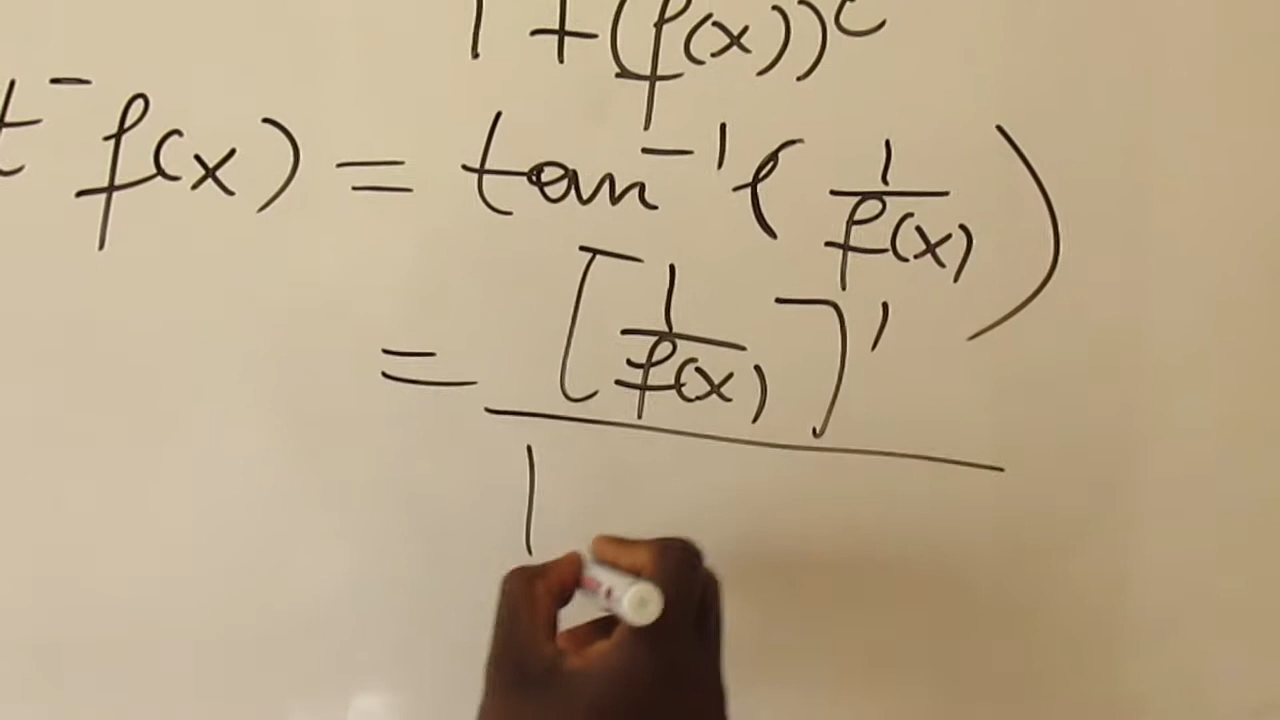 1 + (f(x))²
t⁻ f(x) = tan⁻¹ ( 1/f(x) )
= [ 1/f(x) ]'
1